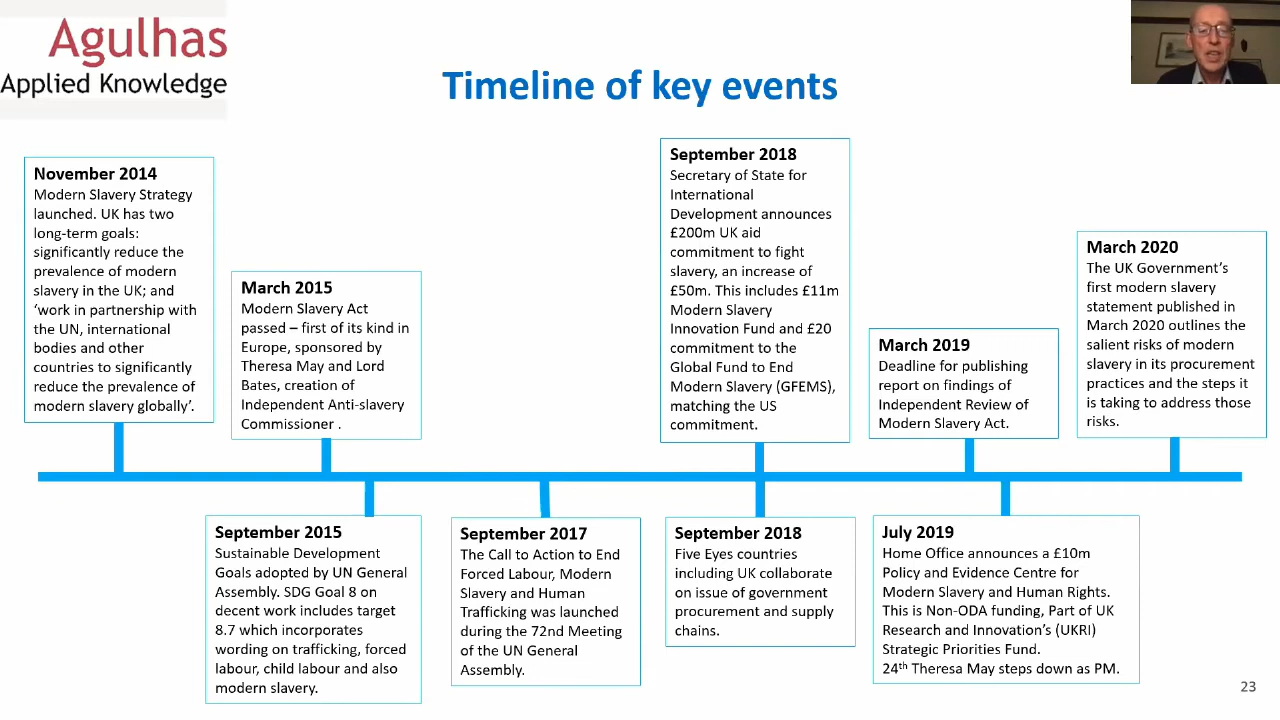 Agulhas
Applied Knowledge
Timeline of key events
November 2014
Modern Slavery Strategy
launched. UK has two
long-term goals:
significantly reduce the
prevalence of modern
slavery in the UK; and
‘work in partnership with
the UN, international
bodies and other
countries to significantly
reduce the prevalence of
modern slavery globally’.
March 2015
Modern Slavery Act
passed – first of its kind in
Europe, sponsored by
Theresa May and Lord
Bates, creation of
Independent Anti-slavery
Commissioner .
September 2018
Secretary of State for
International
Development announces
£200m UK aid
commitment to fight
slavery, an increase of
£50m. This includes £11m
Modern Slavery
Innovation Fund and £20
commitment to the
Global Fund to End
Modern Slavery (GFEMS),
matching the US
commitment.
March 2019
Deadline for publishing
report on findings of
Independent Review of
Modern Slavery Act.
March 2020
The UK Government’s
first modern slavery
statement published in
March 2020 outlines the
salient risks of modern
slavery in its procurement
practices and the steps it
is taking to address those
risks.
September 2015
Sustainable Development
Goals adopted by UN General
Assembly. SDG Goal 8 on
decent work includes target
8.7 which incorporates
wording on trafficking, forced
labour, child labour and also
modern slavery.
September 2017
The Call to Action to End
Forced Labour, Modern
Slavery and Human
Trafficking was launched
during the 72nd Meeting
of the UN General
Assembly.
September 2018
Five Eyes countries
including UK collaborate
on issue of government
procurement and supply
chains.
July 2019
Home Office announces a £10m
Policy and Evidence Centre for
Modern Slavery and Human Rights.
This is Non-ODA funding, Part of UK
Research and Innovation’s (UKRI)
Strategic Priorities Fund.
24th Theresa May steps down as PM.
23